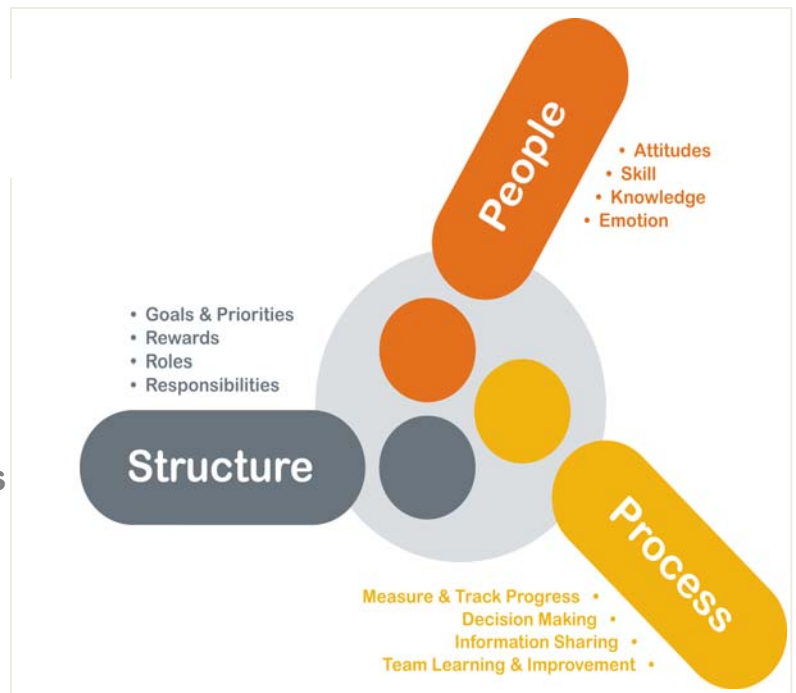 People
• Attitudes
• Skill
• Knowledge
• Emotion
• Goals & Priorities
• Rewards
• Roles
• Responsibilities
Structure
s
Process
Measure & Track Progress •
Decision Making •
Information Sharing •
Team Learning & Improvement •